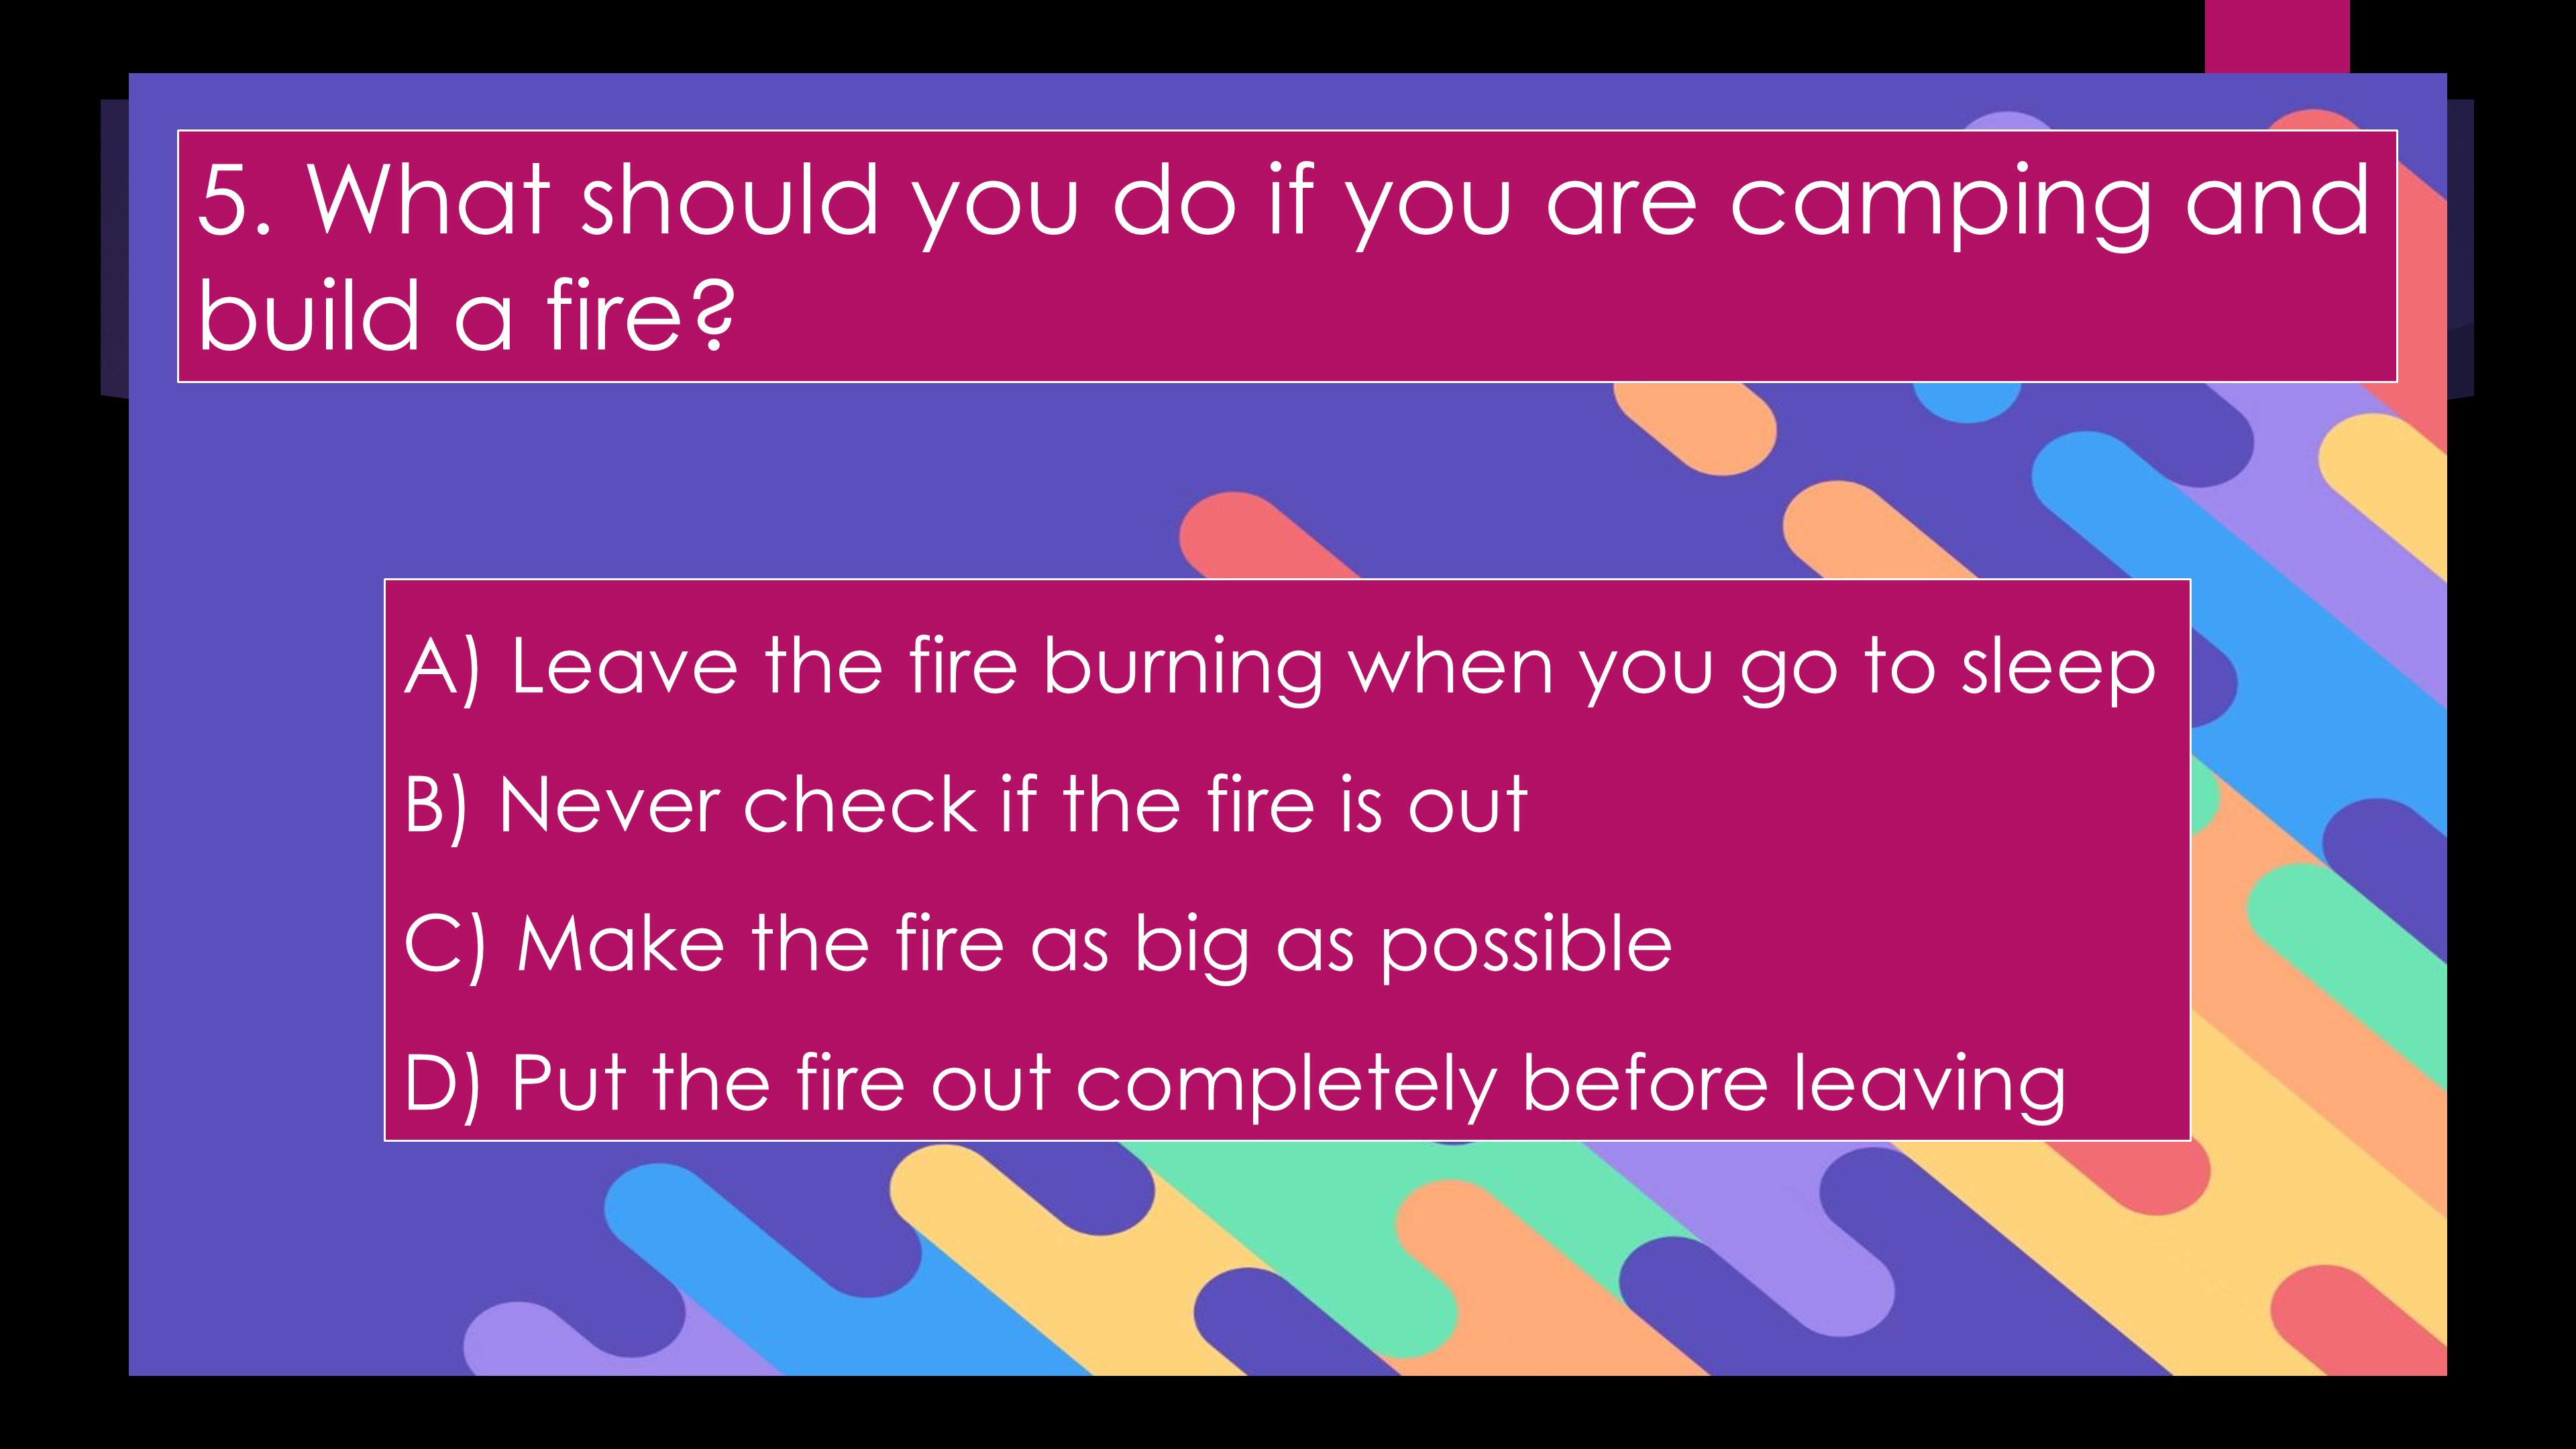 5. What should you do if you are camping and
build a fire?
A) Leave the fire burning when you go to sleep
B) Never check if the fire is out
C) Make the fire as big as possible
D) Put the fire out completely before leaving